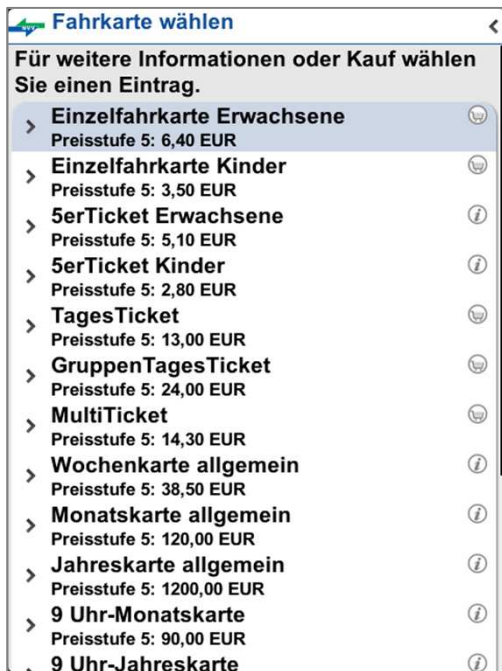 Fahrkarte wählen
Für weitere Informationen oder Kauf wählen
Sie einen Eintrag.
Einzelfahrkarte Erwachsene
Preisstufe 5: 6,40 EUR
Einzelfahrkarte Kinder
Preisstufe 5: 3,50 EUR
5erTicket Erwachsene
Preisstufe 5: 5,10 EUR
5erTicket Kinder
Preisstufe 5: 2,80 EUR
TagesTicket
Preisstufe 5: 13,00 EUR
GruppenTagesTicket
Preisstufe 5: 24,00 EUR
MultiTicket
Preisstufe 5: 14,30 EUR
Wochenkarte allgemein
Preisstufe 5: 38,50 EUR
Monatskarte allgemein
Preisstufe 5: 120,00 EUR
Jahreskarte allgemein
Preisstufe 5: 1200,00 EUR
9 Uhr-Monatskarte
Preisstufe 5: 90,00 EUR
9 Uhr-Jahreskarte